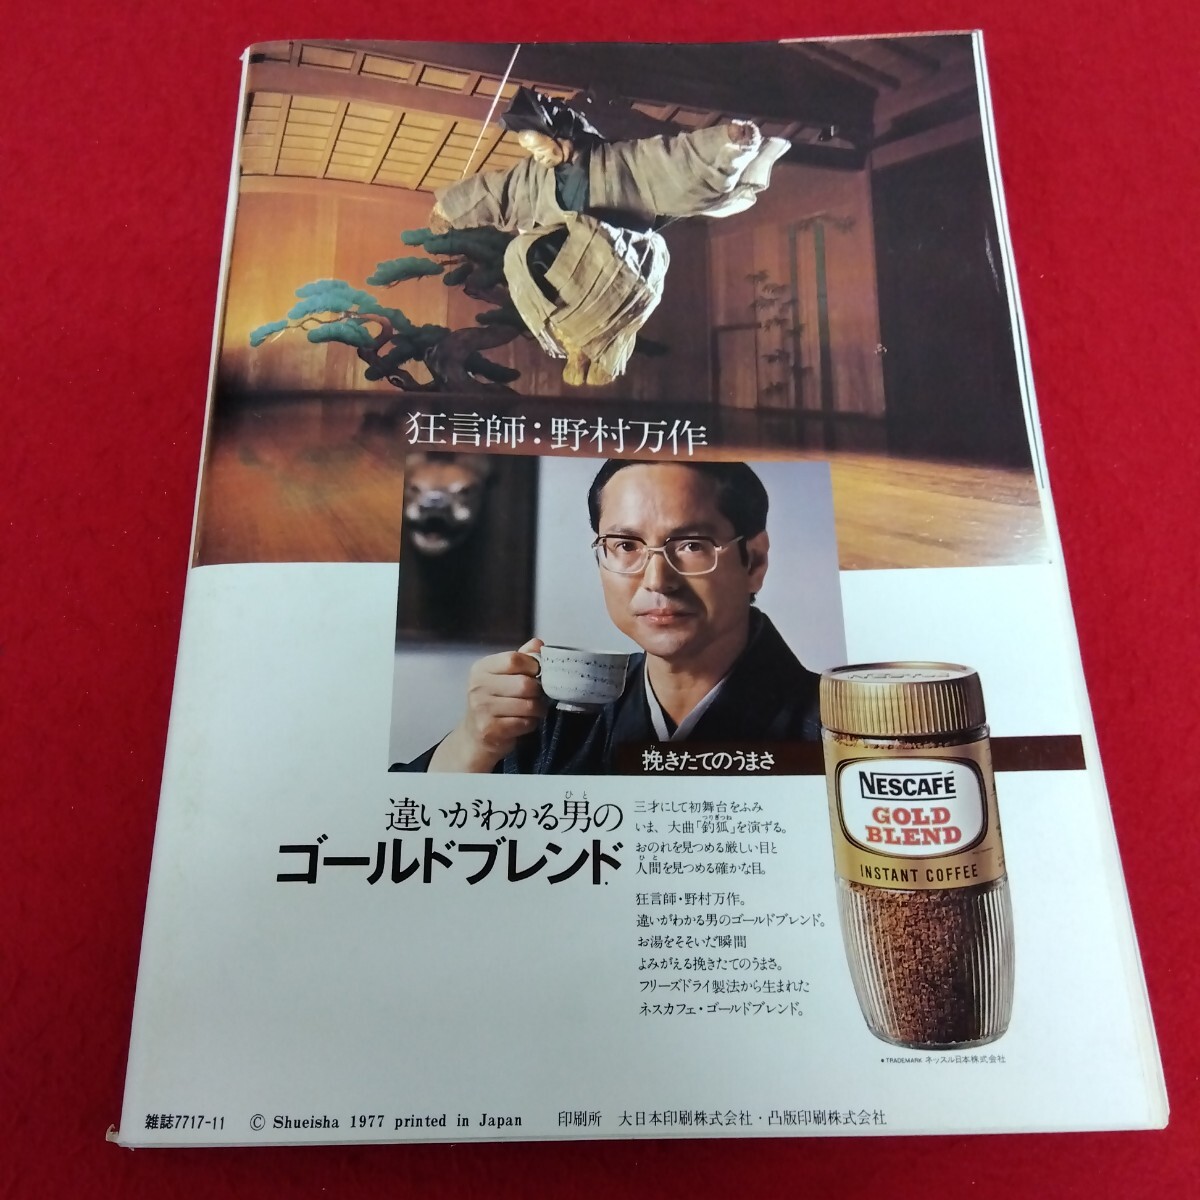 狂言師：野村万作
挽きたてのうまさ
ひ
違いがわかる男の
ひと
ゴールドブレンド
三才にして初舞台をふみ
いま、大曲「釣狐」を演ずる。
つりぎつね
おのれを見つめる厳しい目と
人間を見つめる確かな目。
ひと
狂言師・野村万作。
違いがわかる男のゴールドブレンド。
お湯をそそいだ瞬間
よみがえる挽きたてのうまさ。
フリーズドライ製法から生まれた
ネスカフェ・ゴールドブレンド。
NESCAFÉ
GOLD
BLEND
INSTANT COFFEE
TRADEMARK ネッスル日本株式会社
雑誌7717-11 © Shueisha 1977 printed in Japan 印刷所 大日本印刷株式会社・凸版印刷株式会社